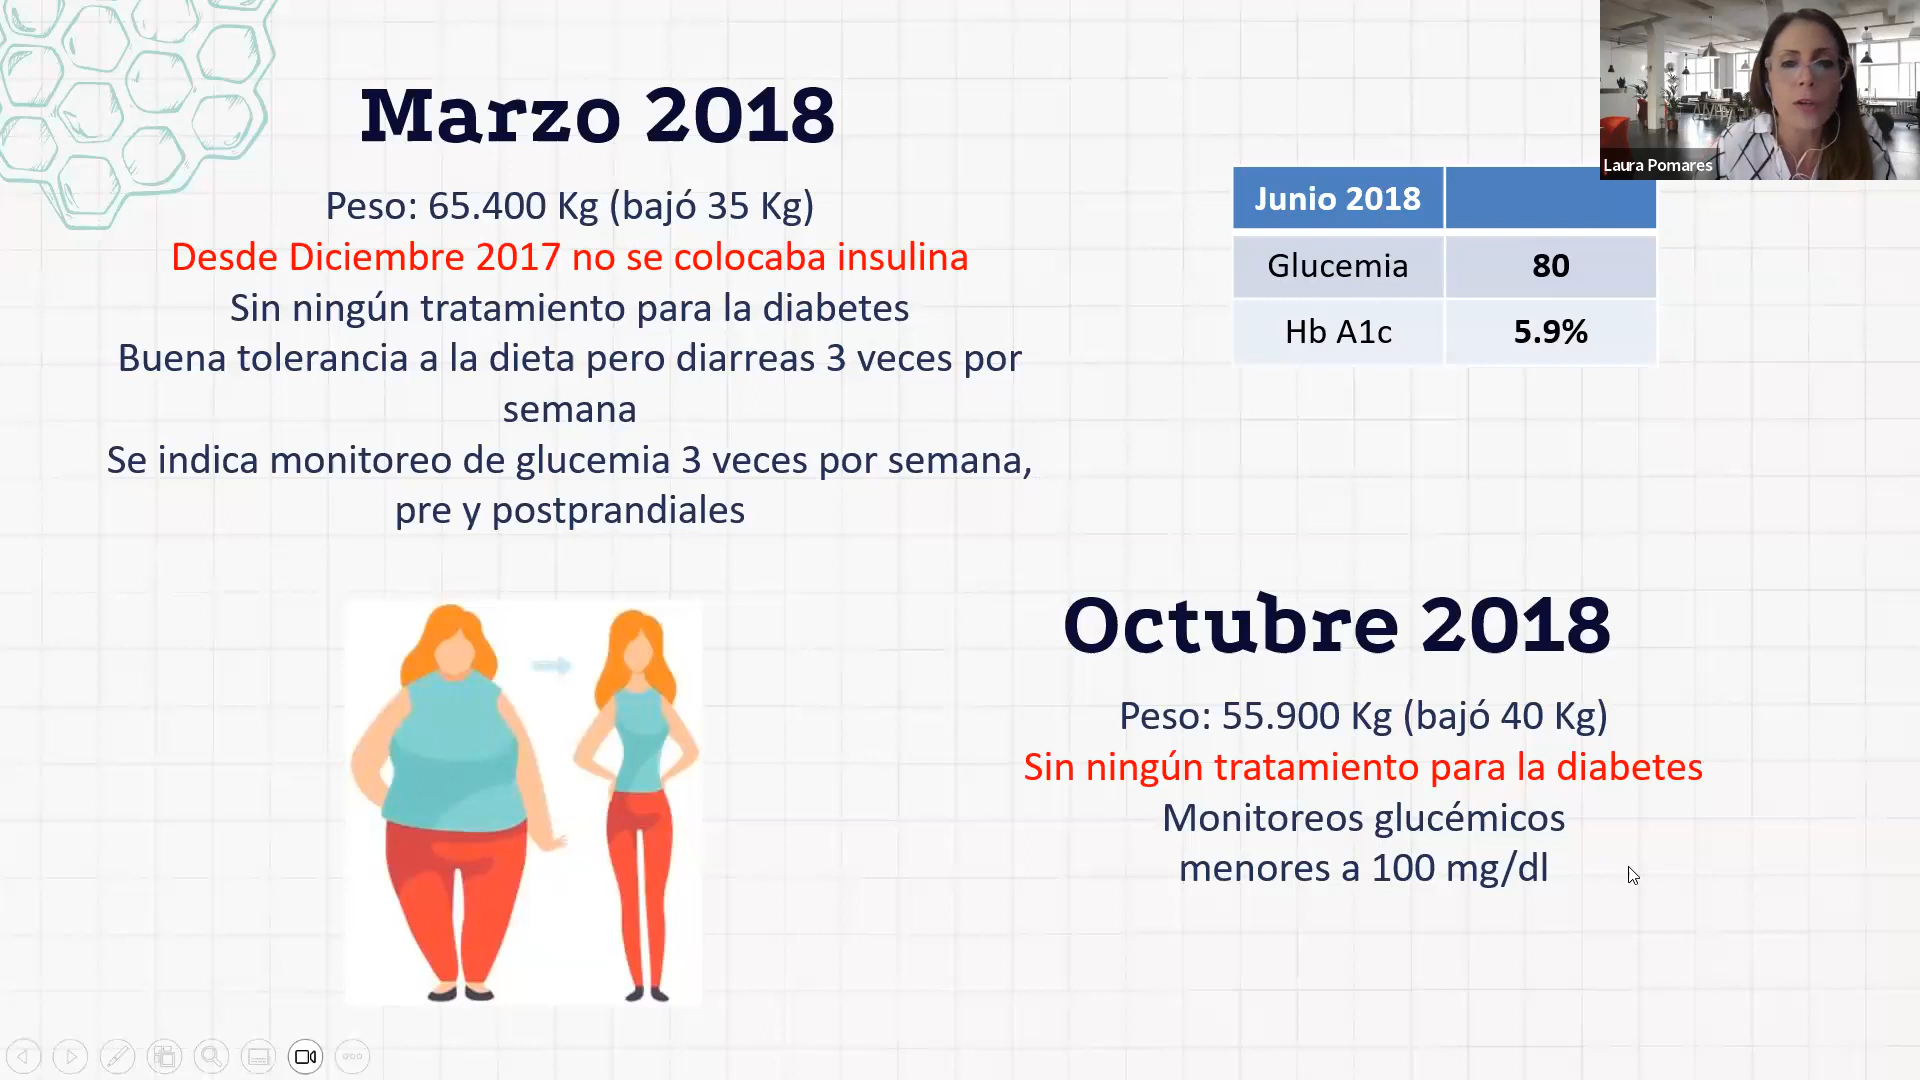 Marzo 2018
Peso: 65.400 Kg (bajó 35 Kg)
Desde Diciembre 2017 no se colocaba insulina
Sin ningún tratamiento para la diabetes
Buena tolerancia a la dieta pero diarreas 3 veces por
semana
Se indica monitoreo de glucemia 3 veces por semana,
pre y postprandiales
Laura Pomares
Junio 2018
Glucemia 80
Hb A1c 5.9%
Octubre 2018
Peso: 55.900 Kg (bajó 40 Kg)
Sin ningún tratamiento para la diabetes
Monitoreos glucémicos
menores a 100 mg/dl